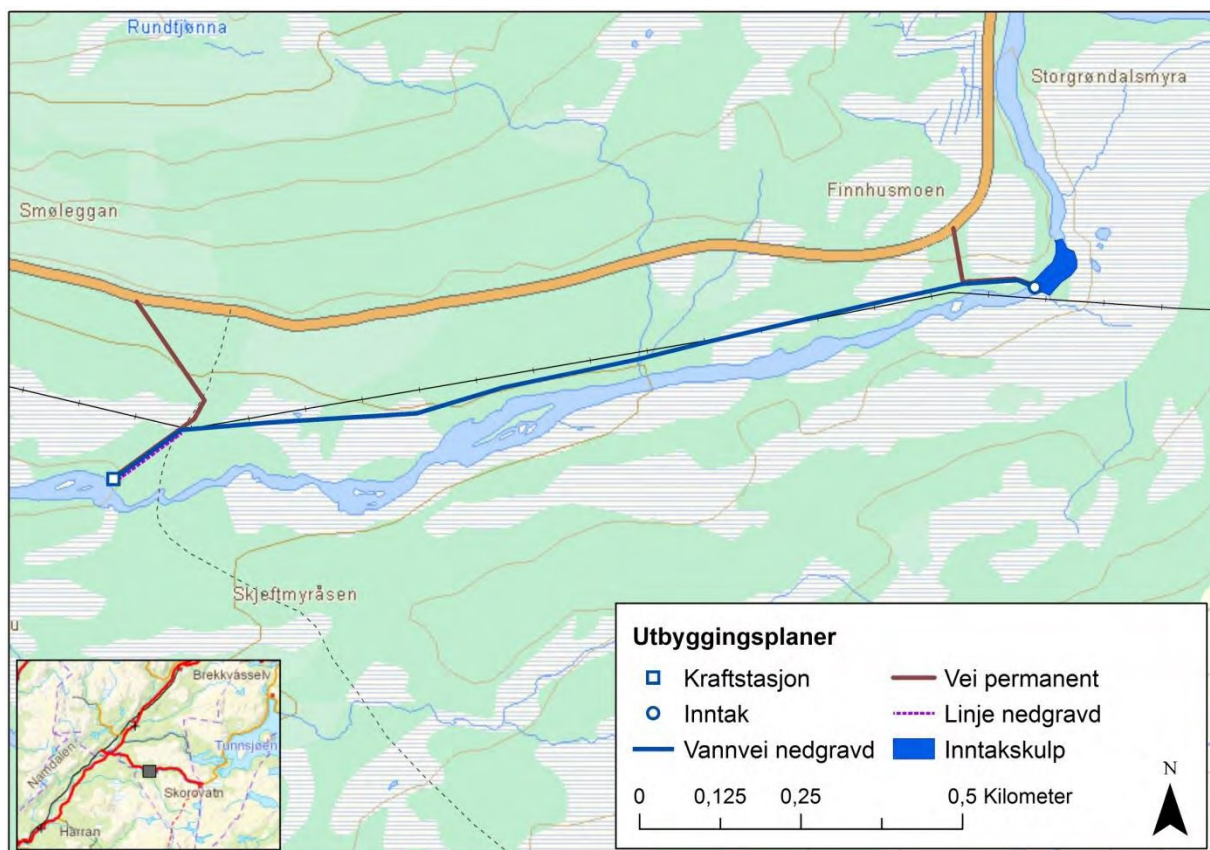 Rundtjønna
Storgrøndalsmyra
Finnhusmoen
Smøleggan
Skjeftmyråsen
u
Brekkvasselv
Tunnsjøen
Namdalen
Skorovatn
Harran
Utbyggingsplaner
Kraftstasjon
Vei permanent
Inntak
Linje nedgravd
Vannvei nedgravd
Inntakskulp
N
0 0,125 0,25 0,5 Kilometer